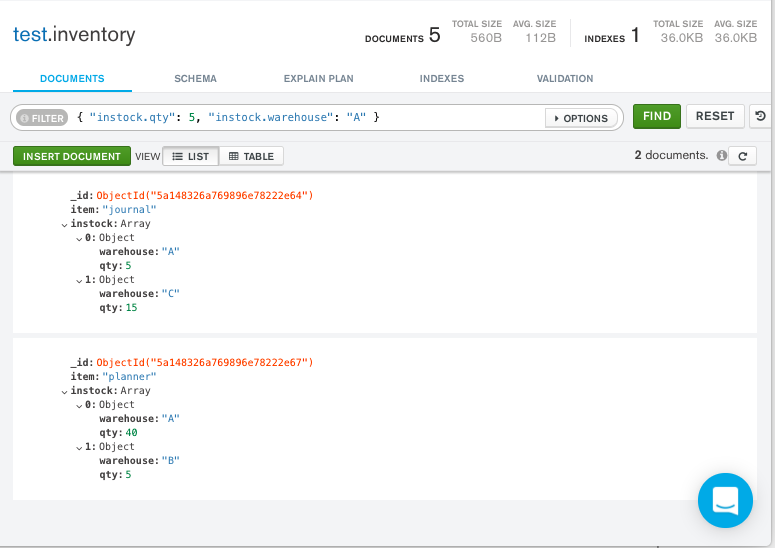 test.inventory
DOCUMENTS 5 TOTAL SIZE 560B AVG. SIZE 112B INDEXES 1 TOTAL SIZE 36.0KB AVG. SIZE 36.0KB
DOCUMENTS SCHEMA EXPLAIN PLAN INDEXES VALIDATION
FILTER { "instock.qty": 5, "instock.warehouse": "A" } OPTIONS FIND RESET
INSERT DOCUMENT VIEW LIST TABLE 2 documents.
_id: ObjectId("5a148326a769896e78222e64")
item: "journal"
instock: Array
0: Object
warehouse: "A"
qty: 5
1: Object
warehouse: "C"
qty: 15
_id: ObjectId("5a148326a769896e78222e67")
item: "planner"
instock: Array
0: Object
warehouse: "A"
qty: 40
1: Object
warehouse: "B"
qty: 5